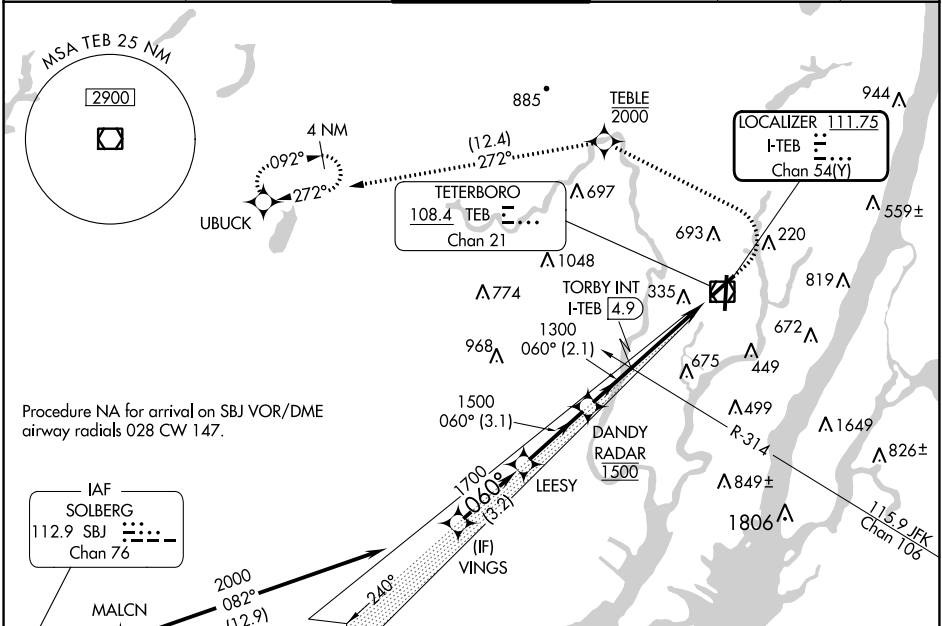 MSA TEB 25 NM
2900
885
TEBLE
2000
944
LOCALIZER 111.75
I-TEB
Chan 54(Y)
4 NM
092°
272°
UBUCK
(12.4)
272°
TETERBORO
108.4 TEB
Chan 21
697
559±
693
220
1048
774
TORBY INT
I-TEB 4.9
335
819
968
1300
060° (2.1)
672
675
449
Procedure NA for arrival on SBJ VOR/DME
airway radials 028 CW 147.
1500
060° (3.1)
DANDY
RADAR
1500
499
R-314
1649
826±
LEESY
1700
060°
(3.2)
849±
1806
115.9 JFK
Chan 106
IAF
SOLBERG
112.9 SBJ
Chan 76
(IF)
VINGS
240°
MALCN
2000
082°
(12.9)